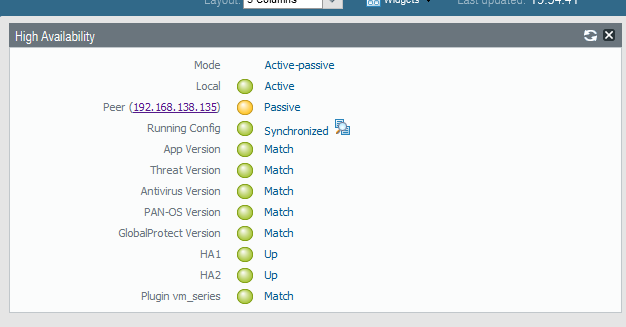 Layout: 3 Columns Widgets Last updated: 15:54:41
High Availability
Mode Active-passive
Local Active
Peer (192.168.138.135) Passive
Running Config Synchronized
App Version Match
Threat Version Match
Antivirus Version Match
PAN-OS Version Match
GlobalProtect Version Match
HA1 Up
HA2 Up
Plugin vm_series Match